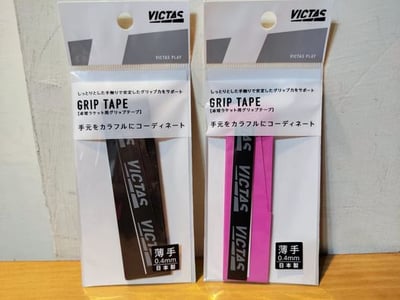 VICTAS
VICTAS PLAY
しっとりとした手触りで安定したグリップ力をサポート
GRIP TAPE
【卓球ラケット用グリップテープ】
手元をカラフルにコーディネート
VICTAS
VICTAS
VICTAS
薄手
0.4mm
日本製
VICTAS
VICTAS PLAY
しっとりとした手触りで安定したグリップ力をサポート
GRIP TAPE
【卓球ラケット用グリップテープ】
手元をカラフルにコーディネート
VICTAS
VICTAS
薄手
0.4mm
日本製